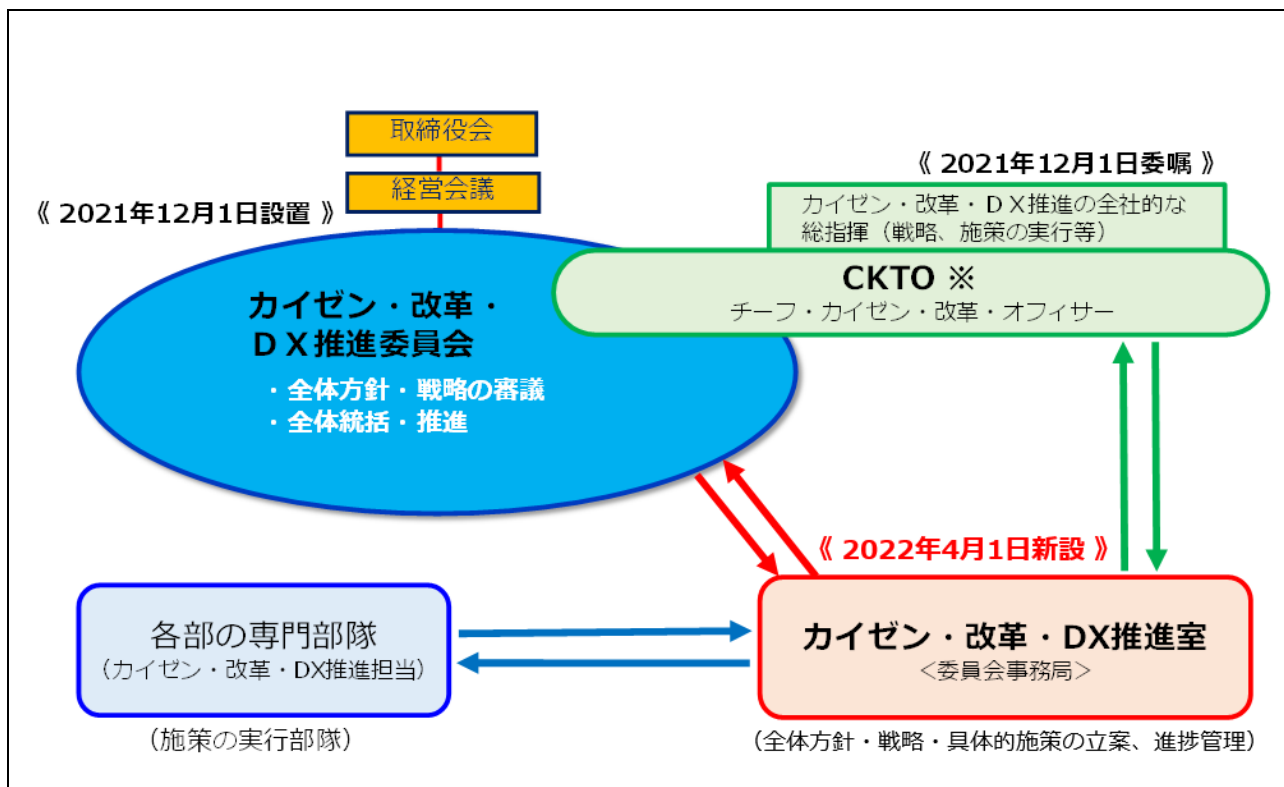 取締役会
経営会議
《 2021年12月1日設置 》
《 2021年12月1日委嘱 》
カイゼン・改革・DX推進の全社的な
総指揮（戦略、施策の実行等）
CKTO ※
チーフ・カイゼン・改革・オフィサー
カイゼン・改革・
DX推進委員会
・全体方針・戦略の審議
・全体統括・推進
《 2022年4月1日新設 》
各部の専門部隊
（カイゼン・改革・DX推進担当）
（施策の実行部隊）
カイゼン・改革・DX推進室
＜委員会事務局＞
（全体方針・戦略・具体的施策の立案、進捗管理）